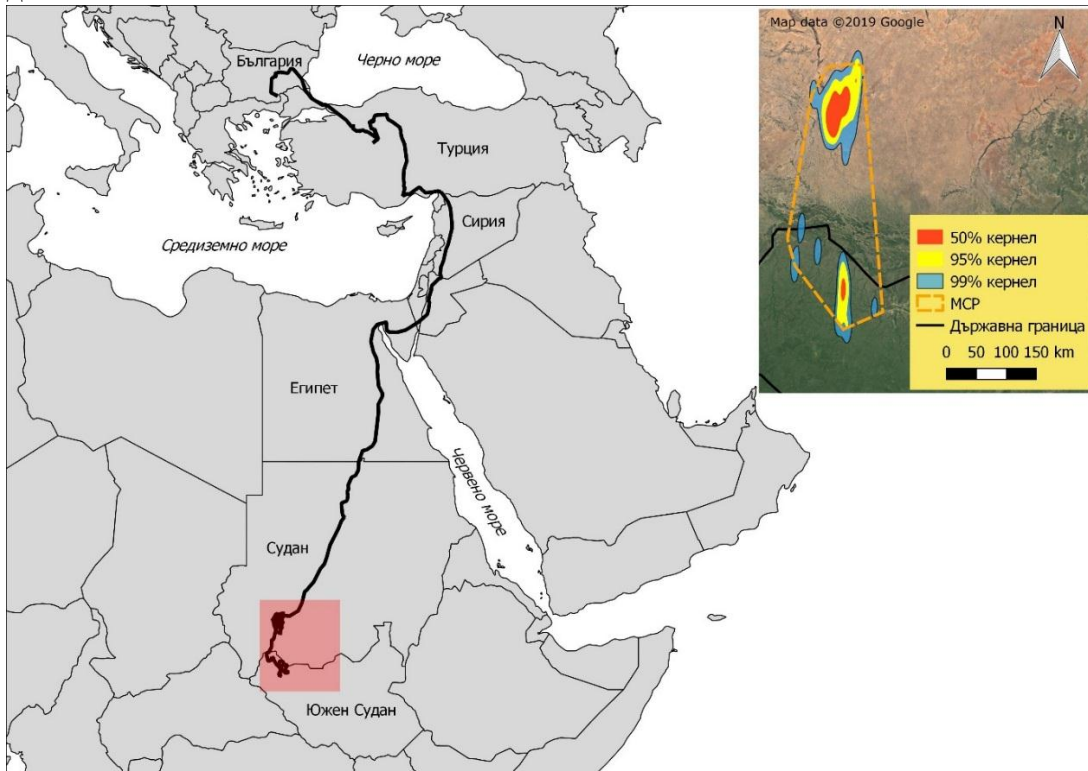 България
Черно море
Турция
Сирия
Средиземно море
Египет
Червено море
Судан
Южен Судан
Map data ©2019 Google
N
50% кернел
95% кернел
99% кернел
МСР
Държавна граница
0 50 100 150 km